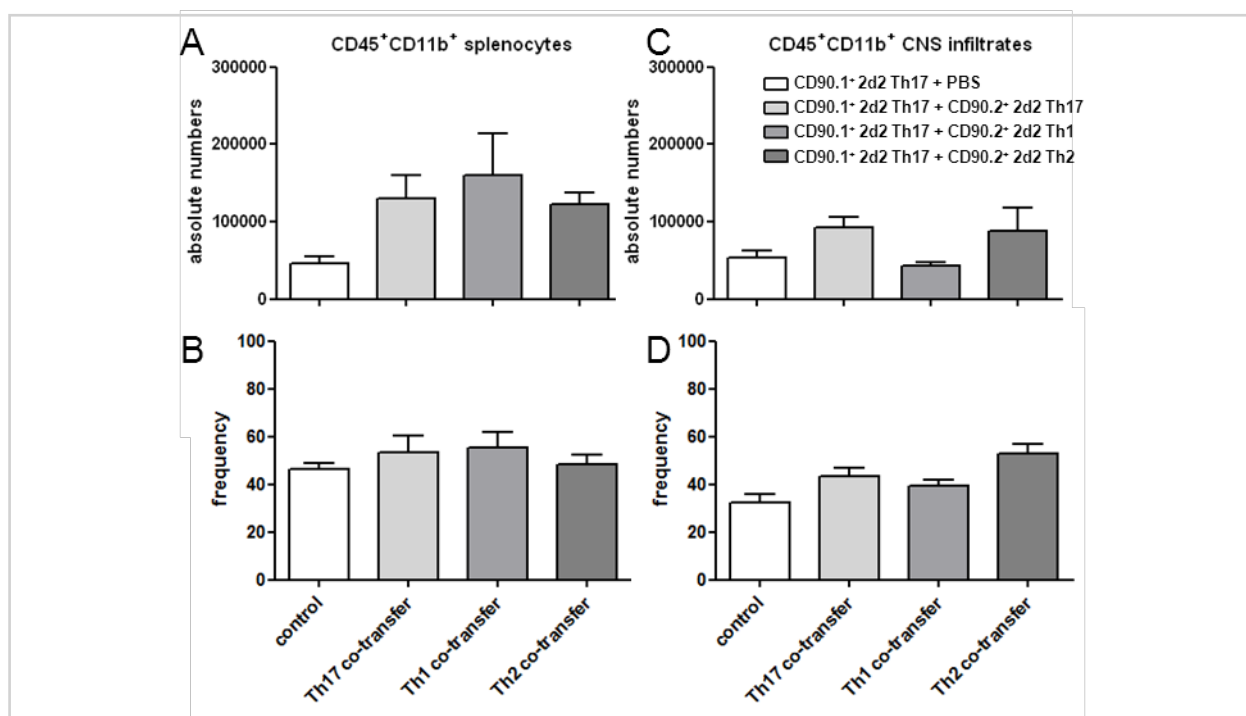 A
CD45⁺CD11b⁺ splenocytes
300000
200000
100000
0
absolute numbers
C
CD45⁺CD11b⁺ CNS infiltrates
300000
200000
100000
0
absolute numbers
CD90.1⁺ 2d2 Th17 + PBS
CD90.1⁺ 2d2 Th17 + CD90.2⁺ 2d2 Th17
CD90.1⁺ 2d2 Th17 + CD90.2⁺ 2d2 Th1
CD90.1⁺ 2d2 Th17 + CD90.2⁺ 2d2 Th2
B
100
80
60
40
20
0
frequency
control
Th17 co-transfer
Th1 co-transfer
Th2 co-transfer
D
100
80
60
40
20
0
frequency
control
Th17 co-transfer
Th1 co-transfer
Th2 co-transfer